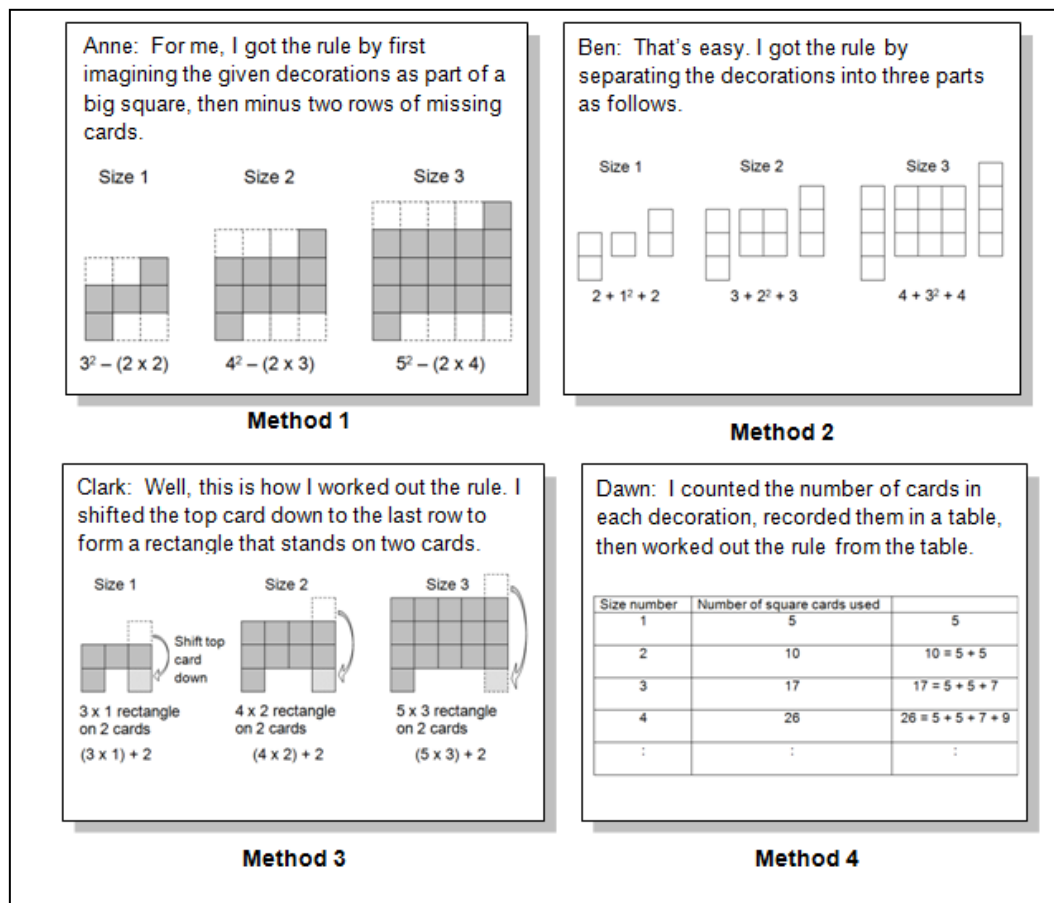 Anne: For me, I got the rule by first
imagining the given decorations as part of a
big square, then minus two rows of missing
cards.
Size 1 Size 2 Size 3
3² – (2 x 2) 4² – (2 x 3) 5² – (2 x 4)
Method 1
Ben: That's easy. I got the rule by
separating the decorations into three parts
as follows.
Size 1 Size 2 Size 3
2 + 1² + 2 3 + 2² + 3 4 + 3² + 4
Method 2
Clark: Well, this is how I worked out the rule. I
shifted the top card down to the last row to
form a rectangle that stands on two cards.
Size 1 Size 2 Size 3
Shift top
card
down
3 x 1 rectangle 4 x 2 rectangle 5 x 3 rectangle
on 2 cards on 2 cards on 2 cards
(3 x 1) + 2 (4 x 2) + 2 (5 x 3) + 2
Method 3
Dawn: I counted the number of cards in
each decoration, recorded them in a table,
then worked out the rule from the table.
Size number Number of square cards used
1 5 5
2 10 10 = 5 + 5
3 17 17 = 5 + 5 + 7
4 26 26 = 5 + 5 + 7 + 9
: : :
Method 4